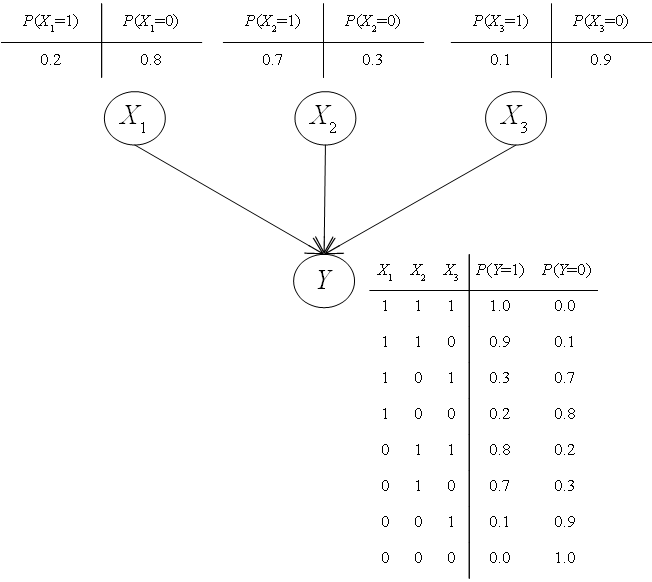 P(X1=1) P(X1=0) P(X2=1) P(X2=0) P(X3=1) P(X3=0)
0.2 0.8 0.7 0.3 0.1 0.9
X1 X2 X3
Y
X1 X2 X3 P(Y=1) P(Y=0)
1 1 1 1.0 0.0
1 1 0 0.9 0.1
1 0 1 0.3 0.7
1 0 0 0.2 0.8
0 1 1 0.8 0.2
0 1 0 0.7 0.3
0 0 1 0.1 0.9
0 0 0 0.0 1.0